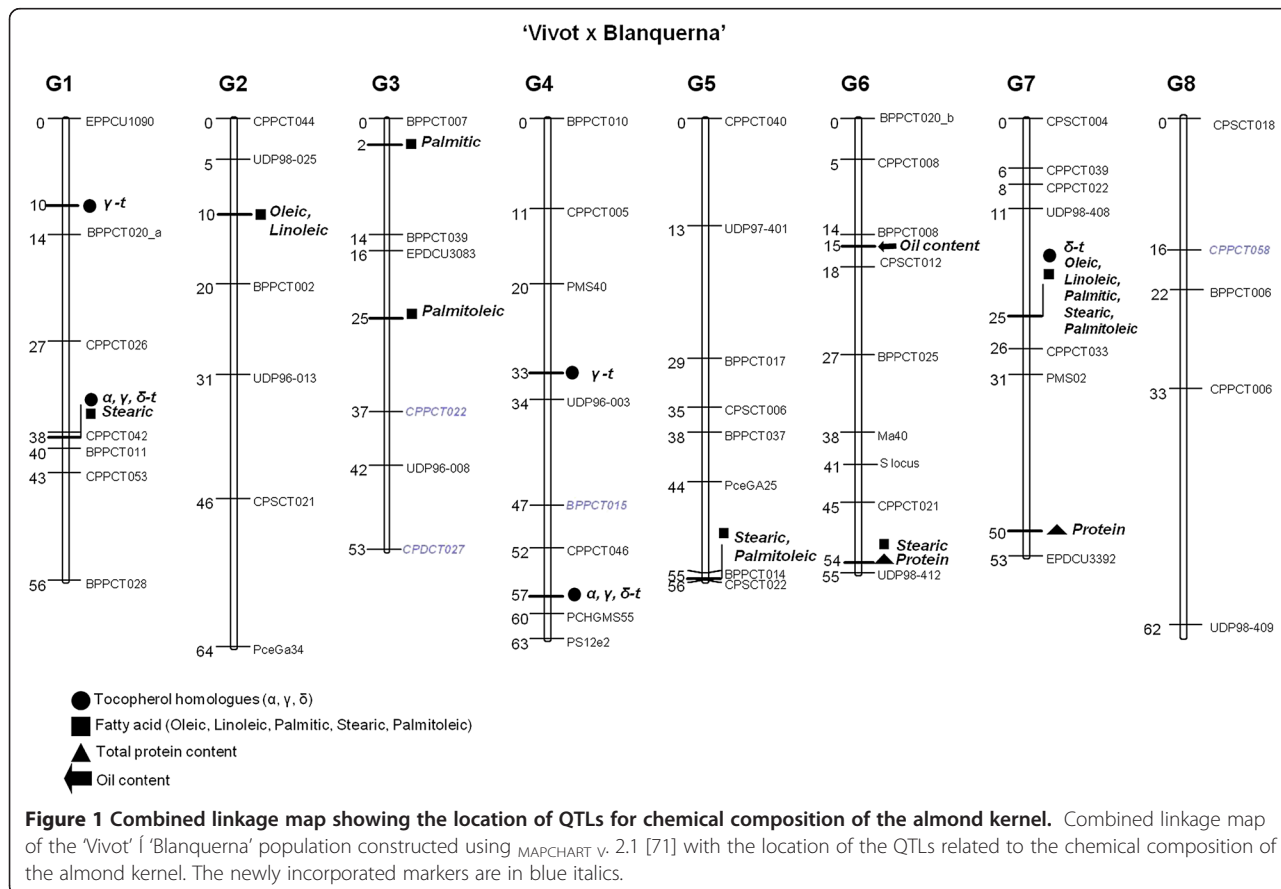 'Vivot x Blanquerna'
G1 G2 G3 G4 G5 G6 G7 G8
0 EPPCU1090
10 γ-t
14 BPPCT020_a
27 CPPCT026
α, γ, δ-t
Stearic
38 CPPCT042
40 BPPCT011
43 CPPCT053
56 BPPCT028
0 CPPCT044
5 UDP98-025
10 Oleic,
Linoleic
20 BPPCT002
31 UDP96-013
46 CPSCT021
64 PceGa34
0 BPPCT007
2 Palmitic
14 BPPCT039
16 EPDCU3083
25 Palmitoleic
37 CPPCT022
42 UDP96-008
53 CPDCT027
0 BPPCT010
11 CPPCT005
20 PMS40
33 γ-t
34 UDP96-003
47 BPPCT015
52 CPPCT046
57 α, γ, δ-t
60 PCHGMS55
63 PS12e2
0 CPPCT040
13 UDP97-401
29 BPPCT017
35 CPSCT006
38 BPPCT037
44 PceGA25
Stearic,
Palmitoleic
55 BPPCT014
56 CPSCT022
0 BPPCT020_b
5 CPPCT008
14 BPPCT008
15 Oil content
18 CPSCT012
27 BPPCT025
38 Ma40
41 S locus
45 CPPCT021
Stearic
54 Protein
55 UDP98-412
0 CPSCT004
6 CPPCT039
8 CPPCT022
11 UDP98-408
δ-t
Oleic,
Linoleic,
Palmitic,
Stearic,
Palmitoleic
25
26 CPPCT033
31 PMS02
50 Protein
53 EPDCU3392
0 CPSCT018
16 CPPCT058
22 BPPCT006
33 CPPCT006
62 UDP98-409
Tocopherol homologues (α, γ, δ)
Fatty acid (Oleic, Linoleic, Palmitic, Stearic, Palmitoleic)
Total protein content
Oil content
Figure 1 Combined linkage map showing the location of QTLs for chemical composition of the almond kernel. Combined linkage map
of the 'Vivot' Í 'Blanquerna' population constructed using MAPCHART V. 2.1 [71] with the location of the QTLs related to the chemical composition of
the almond kernel. The newly incorporated markers are in blue italics.